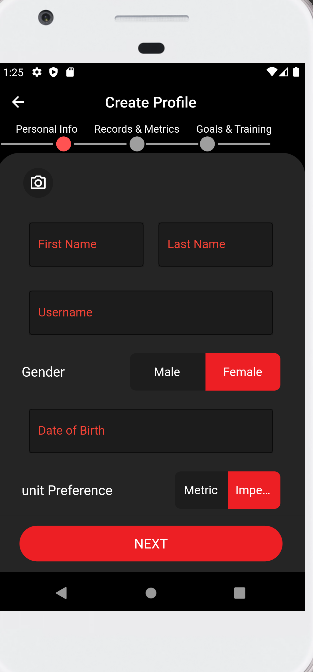 1:25
Create Profile
Personal Info Records & Metrics Goals & Training
First Name Last Name
Username
Gender Male Female
Date of Birth
unit Preference Metric Impe...
NEXT